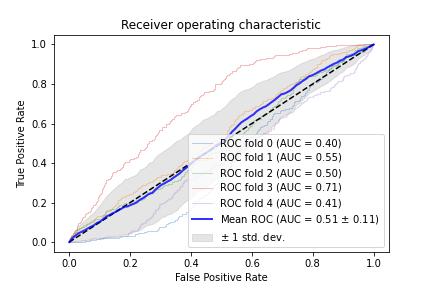 Receiver operating characteristic
True Positive Rate
1.0
0.8
0.6
0.4
0.2
0.0
ROC fold 0 (AUC = 0.40)
ROC fold 1 (AUC = 0.55)
ROC fold 2 (AUC = 0.50)
ROC fold 3 (AUC = 0.71)
ROC fold 4 (AUC = 0.41)
Mean ROC (AUC = 0.51 ± 0.11)
± 1 std. dev.
0.0 0.2 0.4 0.6 0.8 1.0
False Positive Rate